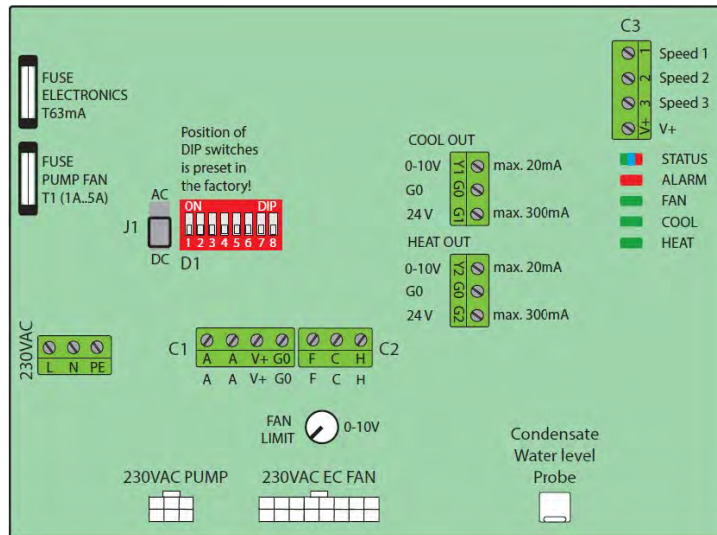 C3
1 Speed 1
2 Speed 2
3 Speed 3
V+ V+
STATUS
ALARM
FAN
COOL
HEAT
FUSE
ELECTRONICS
T63mA
FUSE
PUMP FAN
T1 (1A..5A)
Position of
DIP switches
is preset in
the factory!
AC
J1
DC
ON DIP
1 2 3 4 5 6 7 8
D1
COOL OUT
0-10V Y1 max. 20mA
G0 G0
24 V G1 max. 300mA
HEAT OUT
0-10V Y2 max. 20mA
G0 G0
24 V G2 max. 300mA
230VAC
L N PE
C1 C2
A A V+ G0 F C H
A A V+ G0 F C H
FAN
LIMIT
0-10V
230VAC PUMP
230VAC EC FAN
Condensate
Water level
Probe